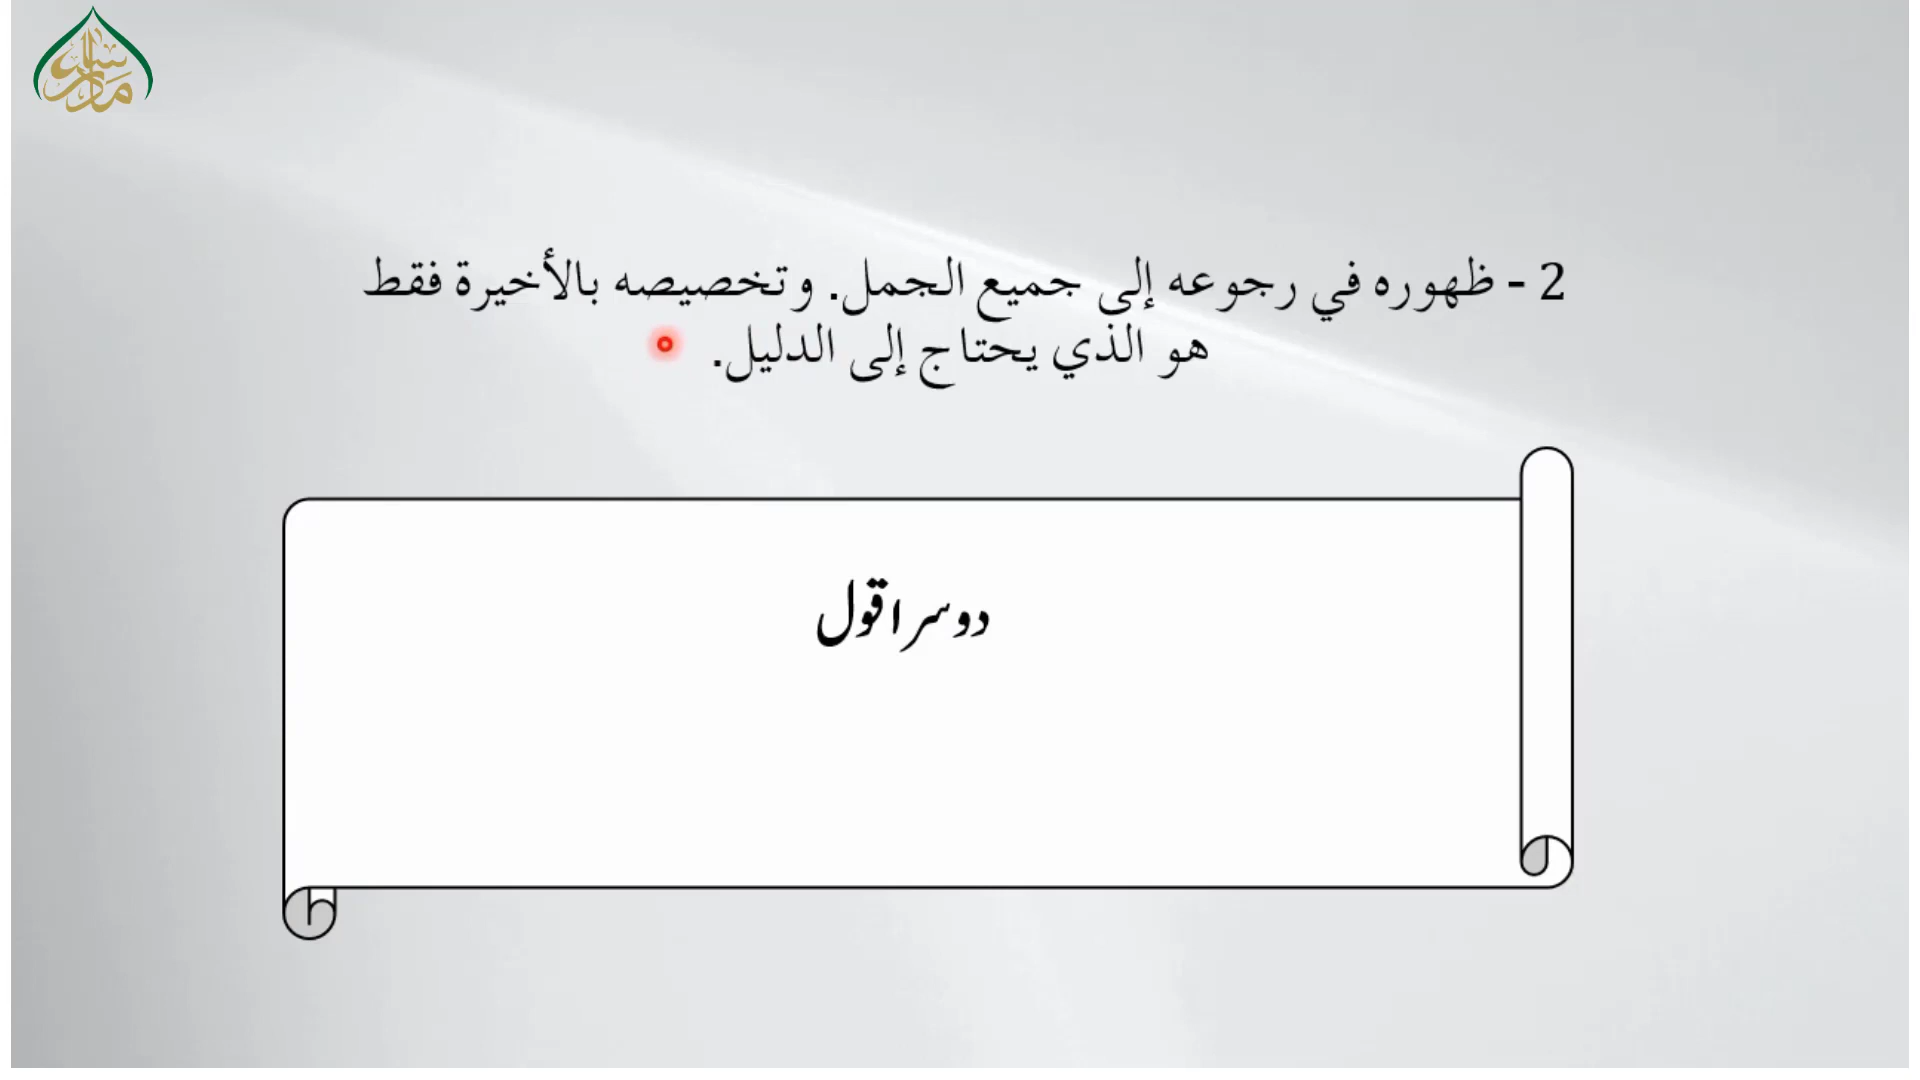 2 - ظهوره في رجوعه إلى جميع الجمل. وتخصيصه بالأخيرة فقط
هو الذي يحتاج إلى الدليل.
دوسرا قول